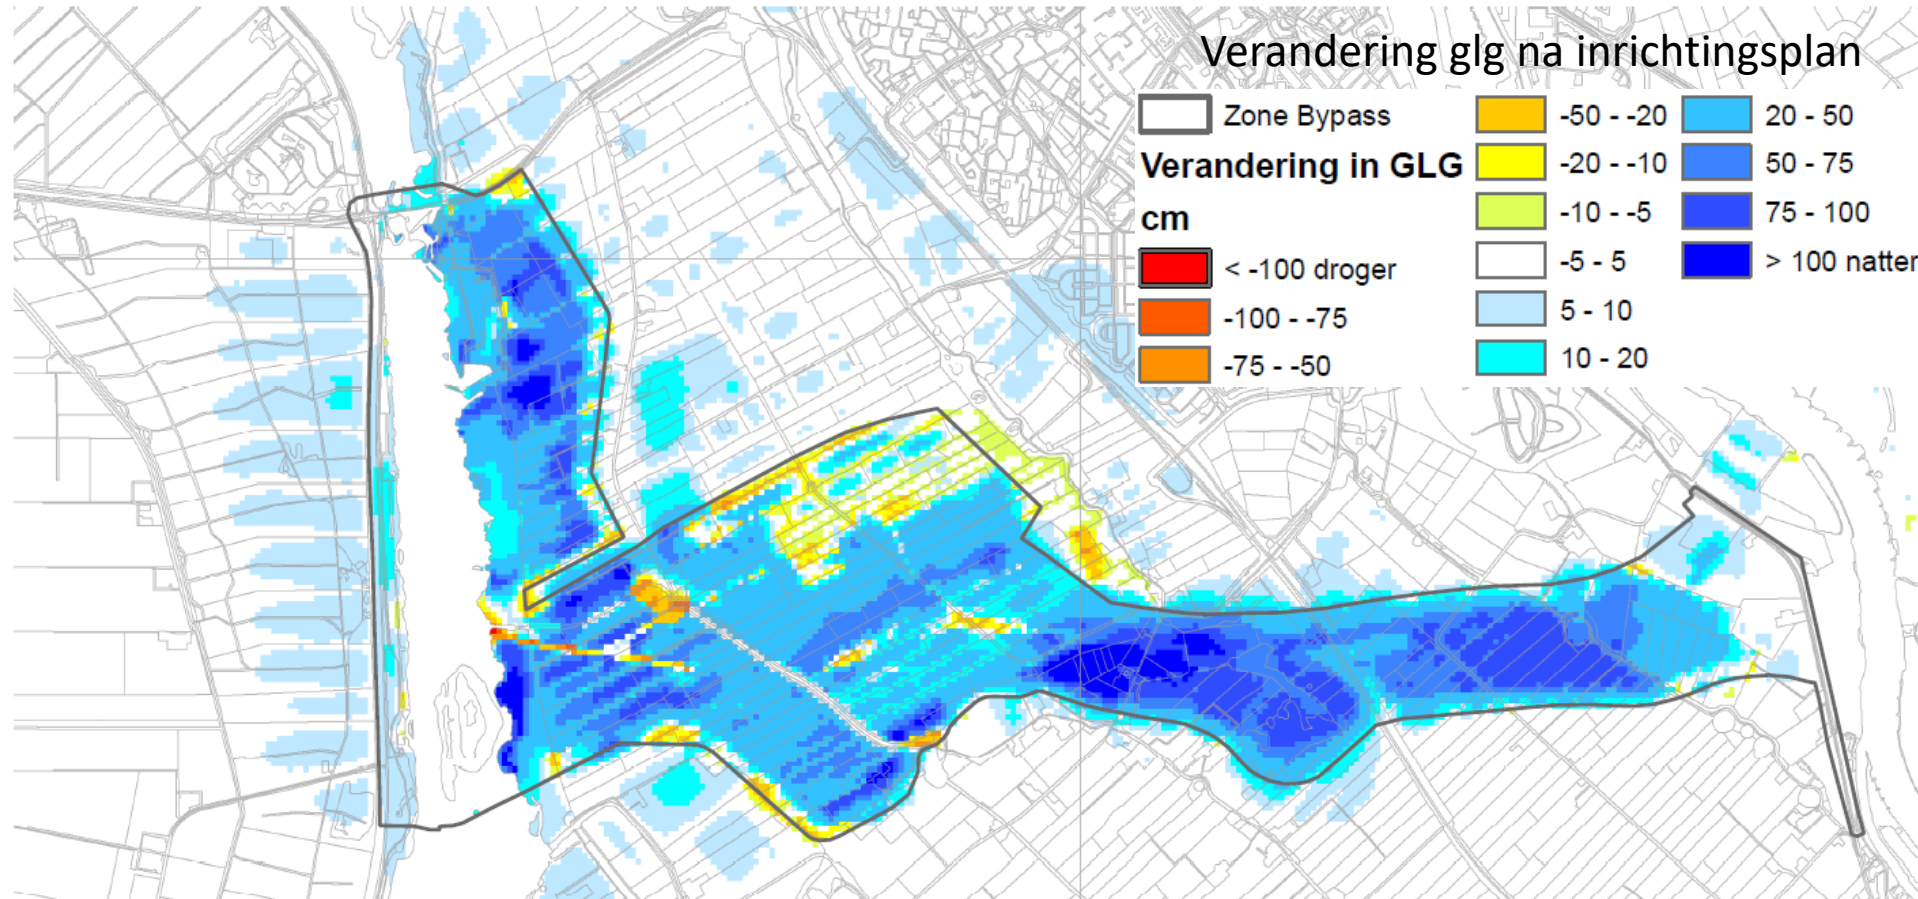 Verandering glg na inrichtingsplan
Zone Bypass
Verandering in GLG
cm
< -100 droger
-100 - -75
-75 - -50
-50 - -20
-20 - -10
-10 - -5
-5 - 5
5 - 10
10 - 20
20 - 50
50 - 75
75 - 100
> 100 natter